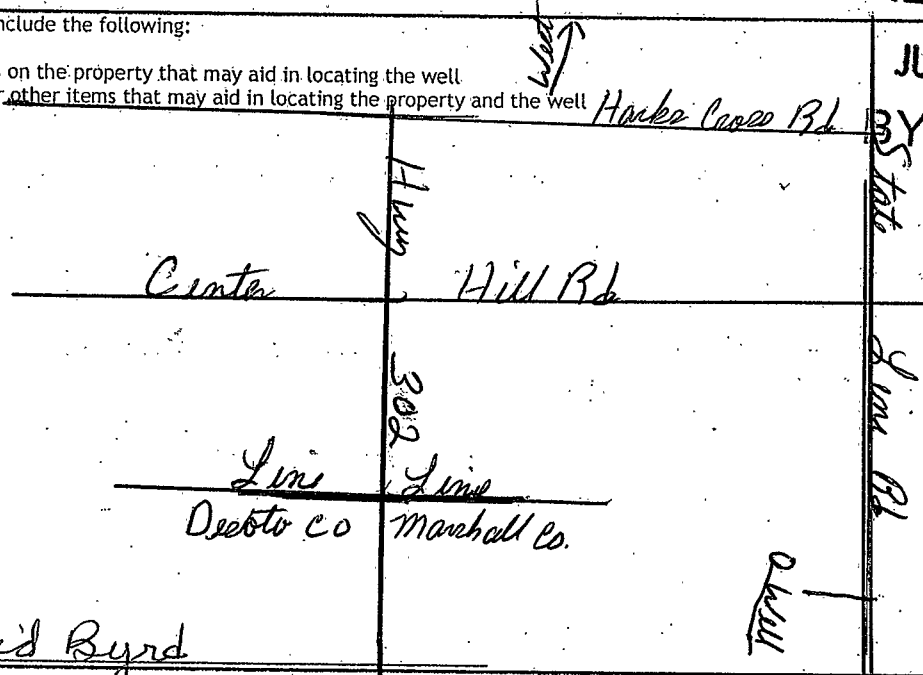 nclude the following:
on the property that may aid in locating the well
other items that may aid in locating the property and the well
Hacks Cross Rd
JU
BY
State Line Rd
Hwy 302
Center Hill Rd
Line Line
Desoto Co Marshall Co.
Well
'd Byrd